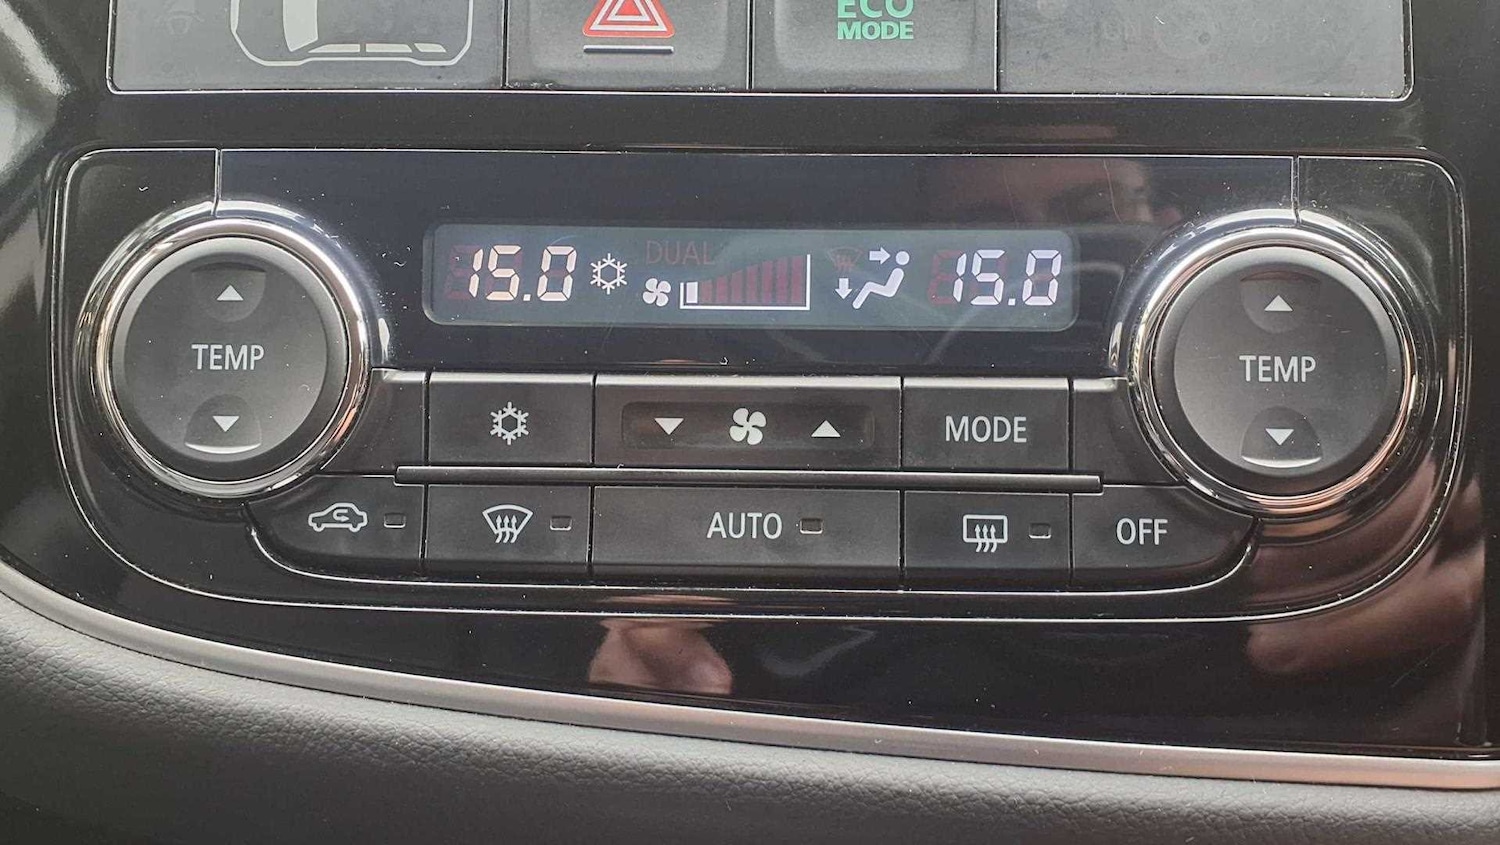 ECO
MODE
15.0 DUAL 15.0
TEMP
TEMP
MODE
AUTO
OFF